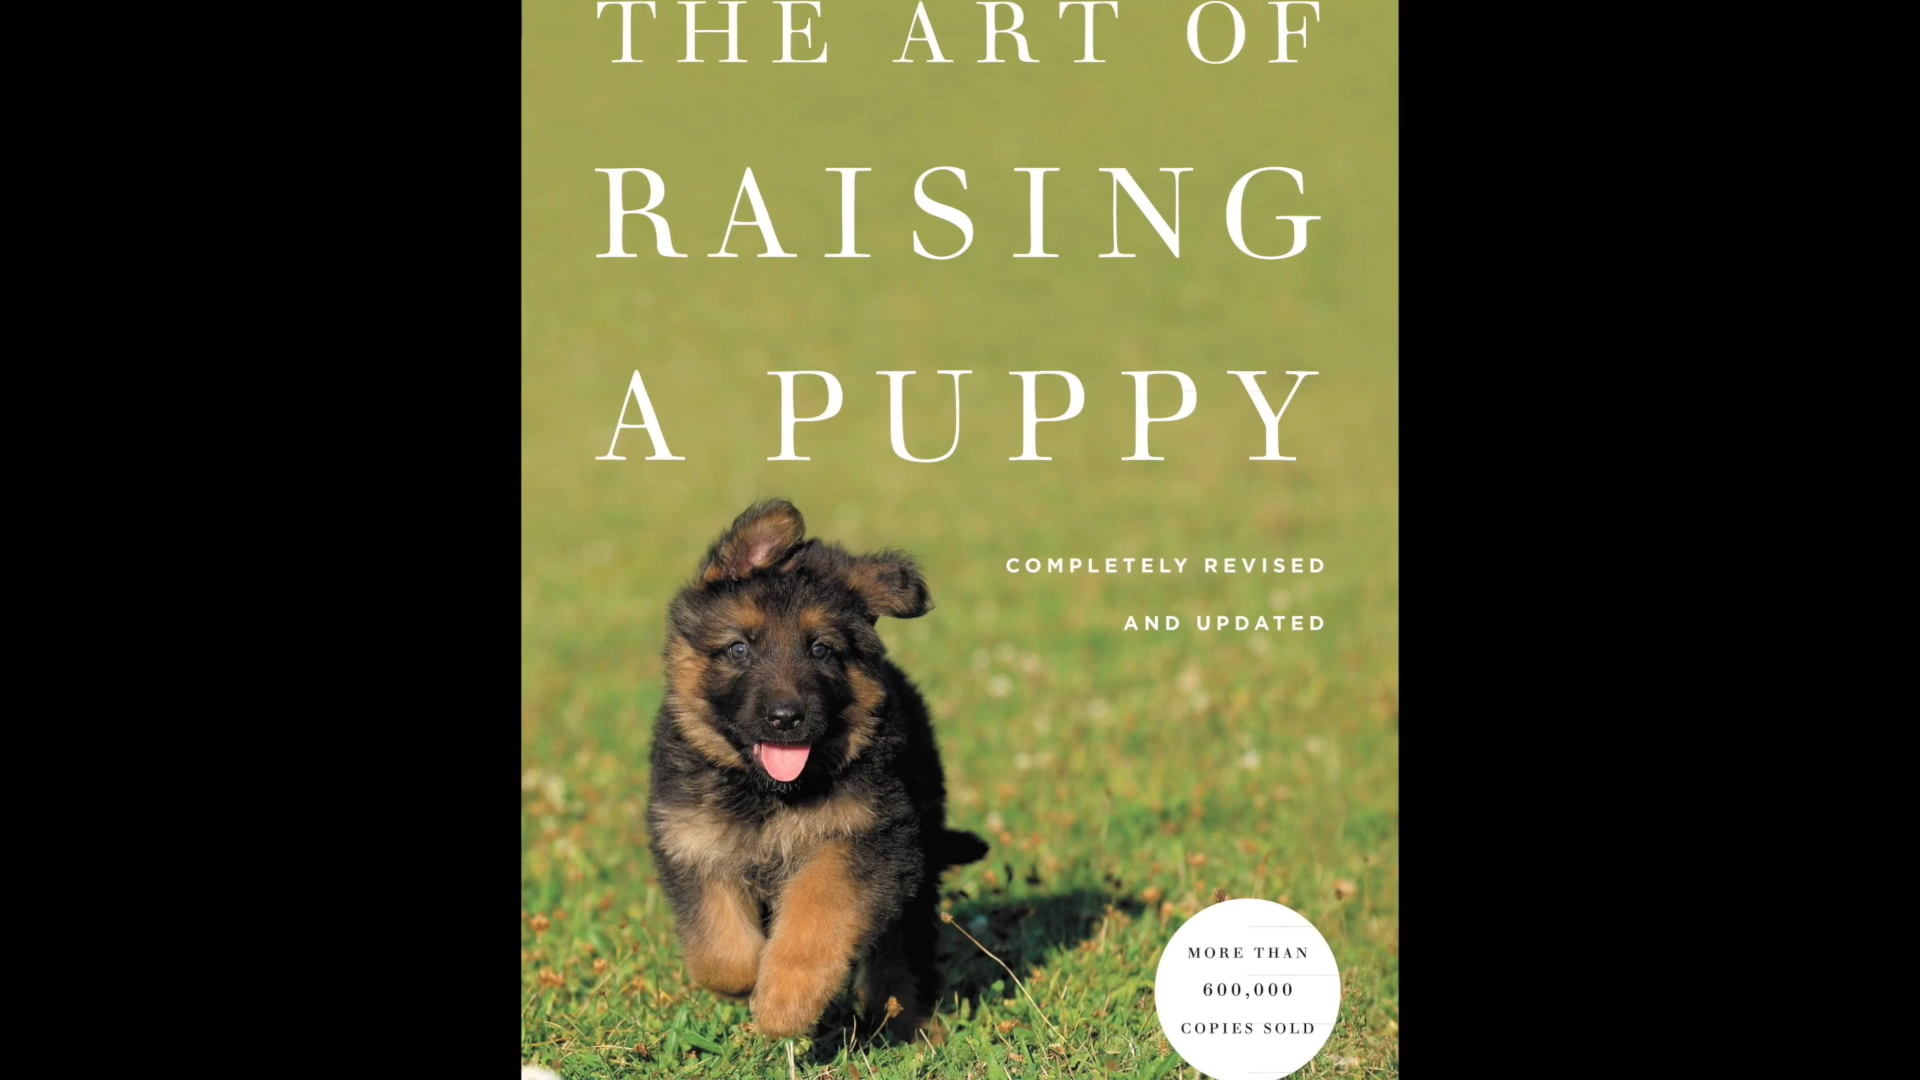 THE ART OF
RAISING
A PUPPY
COMPLETELY REVISED
AND UPDATED
MORE THAN
600,000
COPIES SOLD